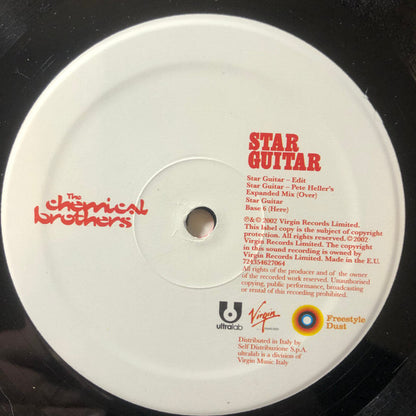 The
chemical
brothers
STAR
GUITAR
Star Guitar – Edit
Star Guitar – Pete Heller's
Expanded Mix (Over)
Star Guitar
Base 6 (Here)
℗ & © 2002 Virgin Records Limited.
This label copy is the subject of copyright
protection. All rights reserved. © 2002
Virgin Records Limited. The copyright
in this sound recording is owned by
Virgin Records Limited. Made in the E.U.
724354627064
All rights of the producer and of the owner
of the recorded work reserved. Unauthorised
copying, public performance, broadcasting
or rental of this recording prohibited.
ultralab
Virgin
Freestyle
Dust
Distributed in Italy by
Self Distribuzione S.p.A.
ultralab is a division of
Virgin Music Italy